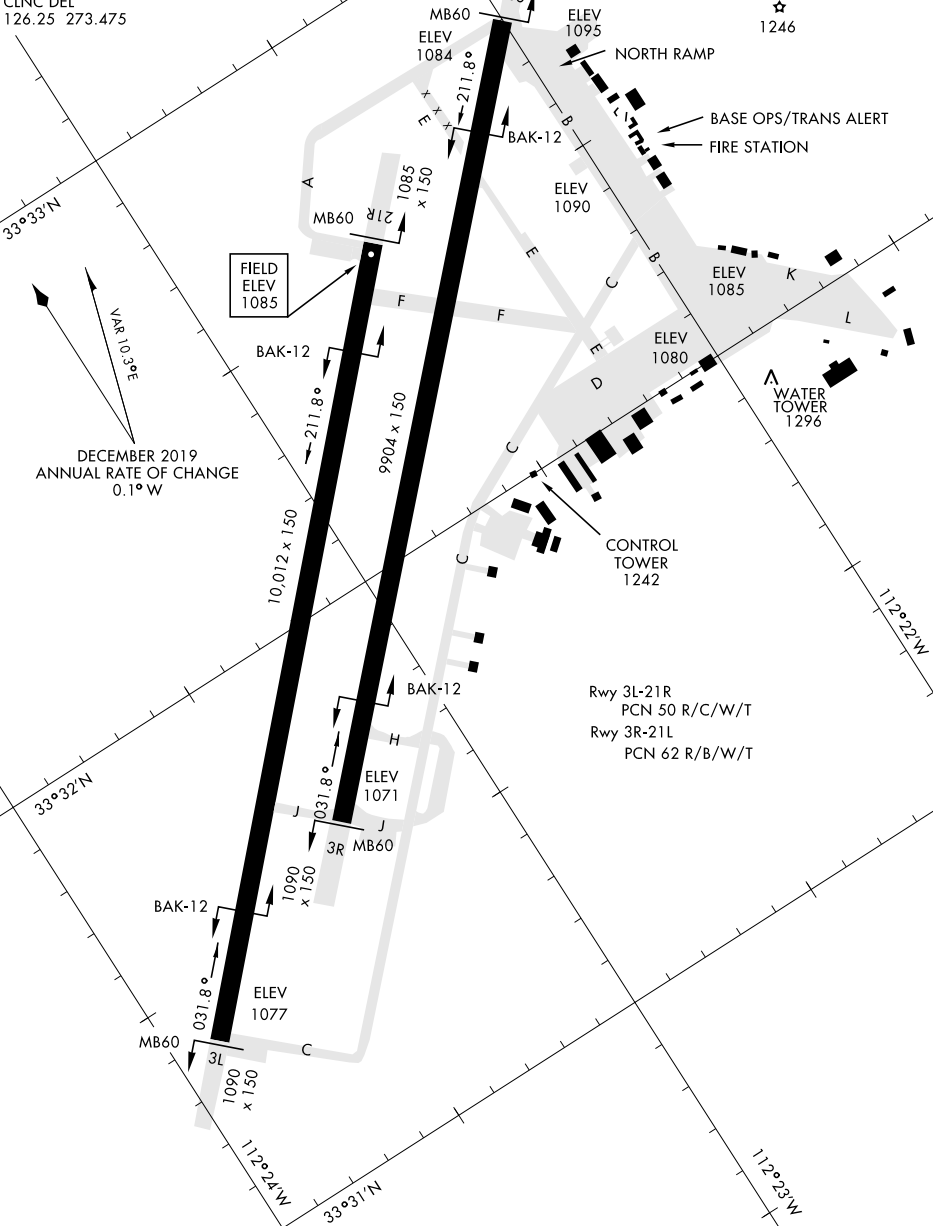 CLNC DEL
126.25 273.475
MB60
ELEV
1084
ELEV
1095
1246
NORTH RAMP
211.8°
x x x
E
B
BASE OPS/TRANS ALERT
FIRE STATION
BAK-12
A
1085
x 150
MB60
21R
ELEV
1090
33°33'N
FIELD
ELEV
1085
E
B
C
ELEV
1085
K
L
F
F
VAR 10.3°E
BAK-12
E
ELEV
1080
D
WATER
TOWER
1296
211.8°
9904 x 150
DECEMBER 2019
ANNUAL RATE OF CHANGE
0.1° W
C
10,012 x 150
C
CONTROL
TOWER
1242
112°22'W
BAK-12
Rwy 3L-21R
PCN 50 R/C/W/T
Rwy 3R-21L
PCN 62 R/B/W/T
H
33°32'N
031.8°
ELEV
1071
J
J
3R
MB60
1090
x 150
BAK-12
031.8°
ELEV
1077
MB60
3L
C
1090
x 150
112°24'W
33°31'N
112°23'W